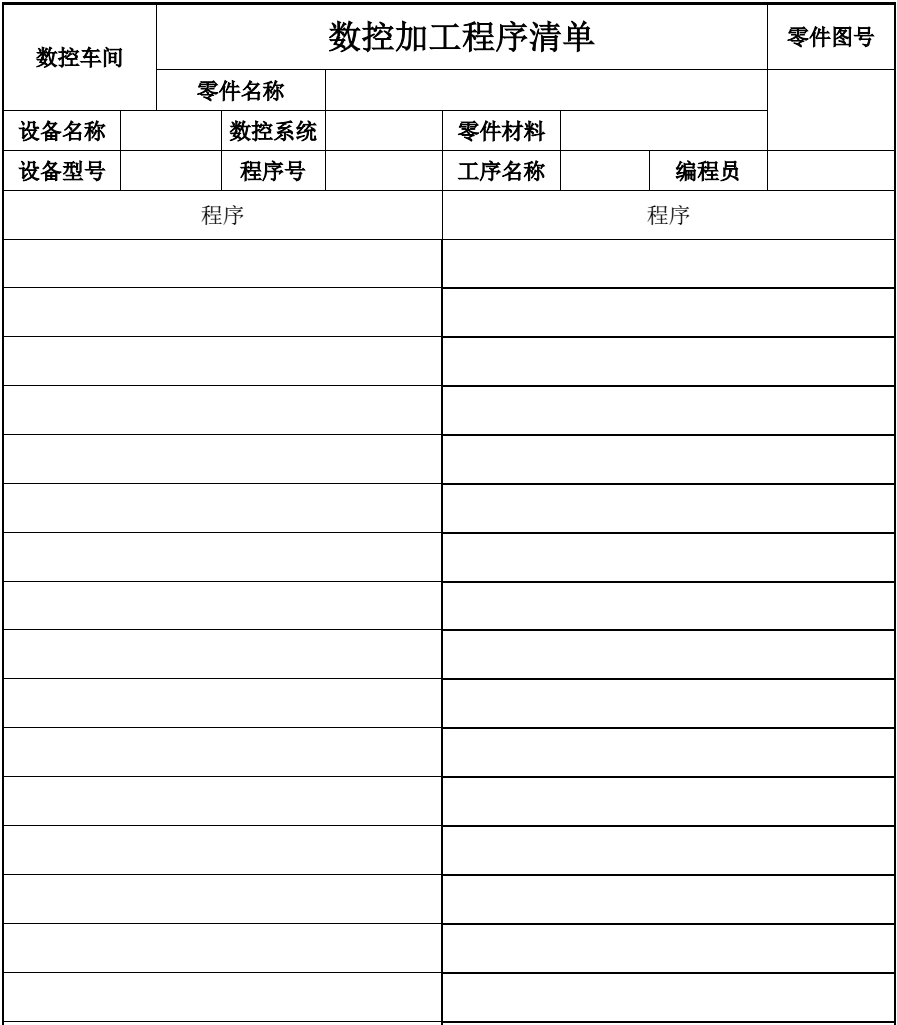 数控车间
数控加工程序清单
零件图号
零件名称
设备名称 数控系统 零件材料
设备型号 程序号 工序名称 编程员
程序 程序